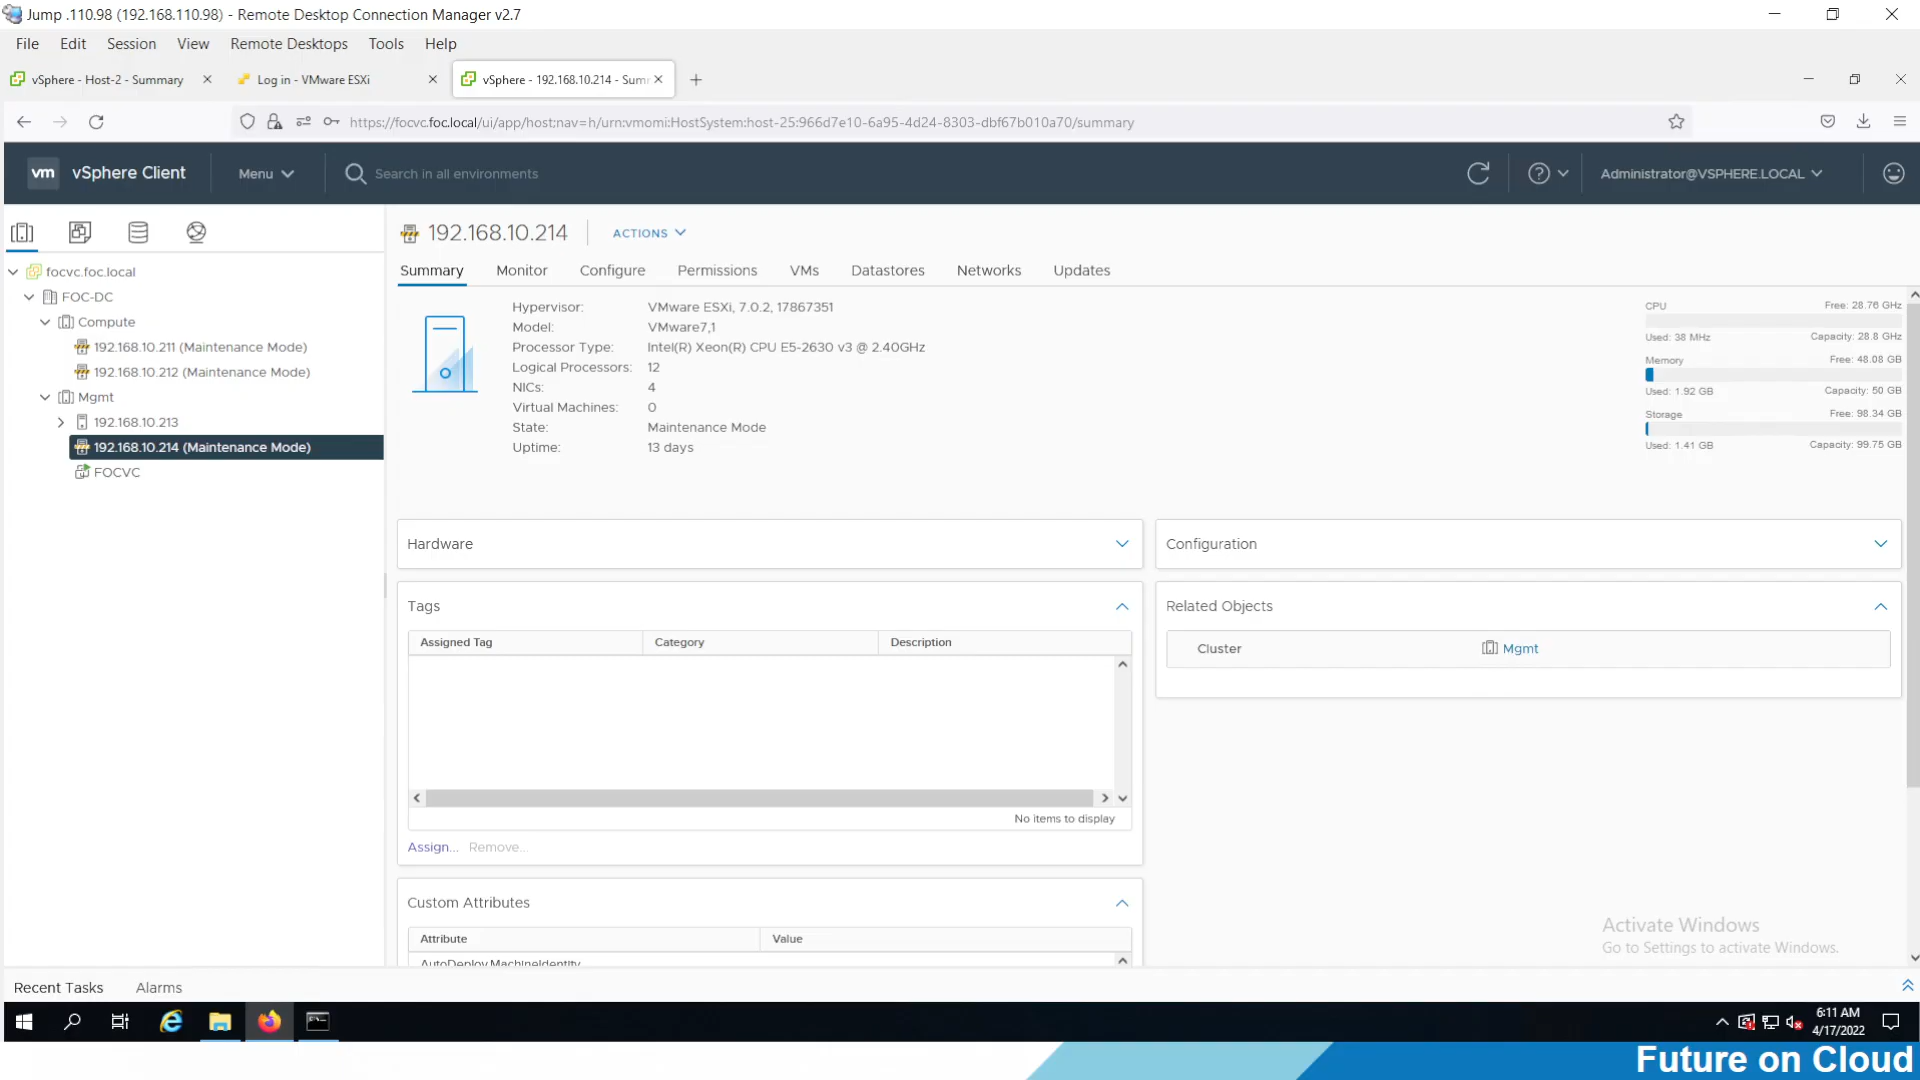 Jump .110.98 (192.168.110.98) - Remote Desktop Connection Manager v2.7
File Edit Session View Remote Desktops Tools Help
vSphere - Host-2 - Summary
Log in - VMware ESXi
vSphere - 192.168.10.214 - Sum
https://focvc.foc.local/ui/app/host;nav=h/urn:vmomi:HostSystem:host-25:966d7e10-6a95-4d24-8303-dbf67b010a70/summary
vm vSphere Client Menu Search in all environments Administrator@VSPHERE.LOCAL
192.168.10.214 ACTIONS
Summary Monitor Configure Permissions VMs Datastores Networks Updates
focvc.foc.local
FOC-DC
Compute
192.168.10.211 (Maintenance Mode)
192.168.10.212 (Maintenance Mode)
Mgmt
192.168.10.213
192.168.10.214 (Maintenance Mode)
FOCVC
Hypervisor: VMware ESXi, 7.0.2, 17867351
Model: VMware7,1
Processor Type: Intel(R) Xeon(R) CPU E5-2630 v3 @ 2.40GHz
Logical Processors: 12
NICs: 4
Virtual Machines: 0
State: Maintenance Mode
Uptime: 13 days
CPU Free: 28.76 GHz
Used: 38 MHz Capacity: 28.8 GHz
Memory Free: 48.08 GB
Used: 1.92 GB Capacity: 50 GB
Storage Free: 98.34 GB
Used: 1.41 GB Capacity: 99.75 GB
Hardware
Configuration
Tags
Assigned Tag Category Description
No items to display
Assign... Remove...
Related Objects
Cluster Mgmt
Custom Attributes
Attribute Value
AutoDeploy.MachineIdentity
Activate Windows
Go to Settings to activate Windows.
Recent Tasks Alarms
6:11 AM
4/17/2022
Future on Cloud